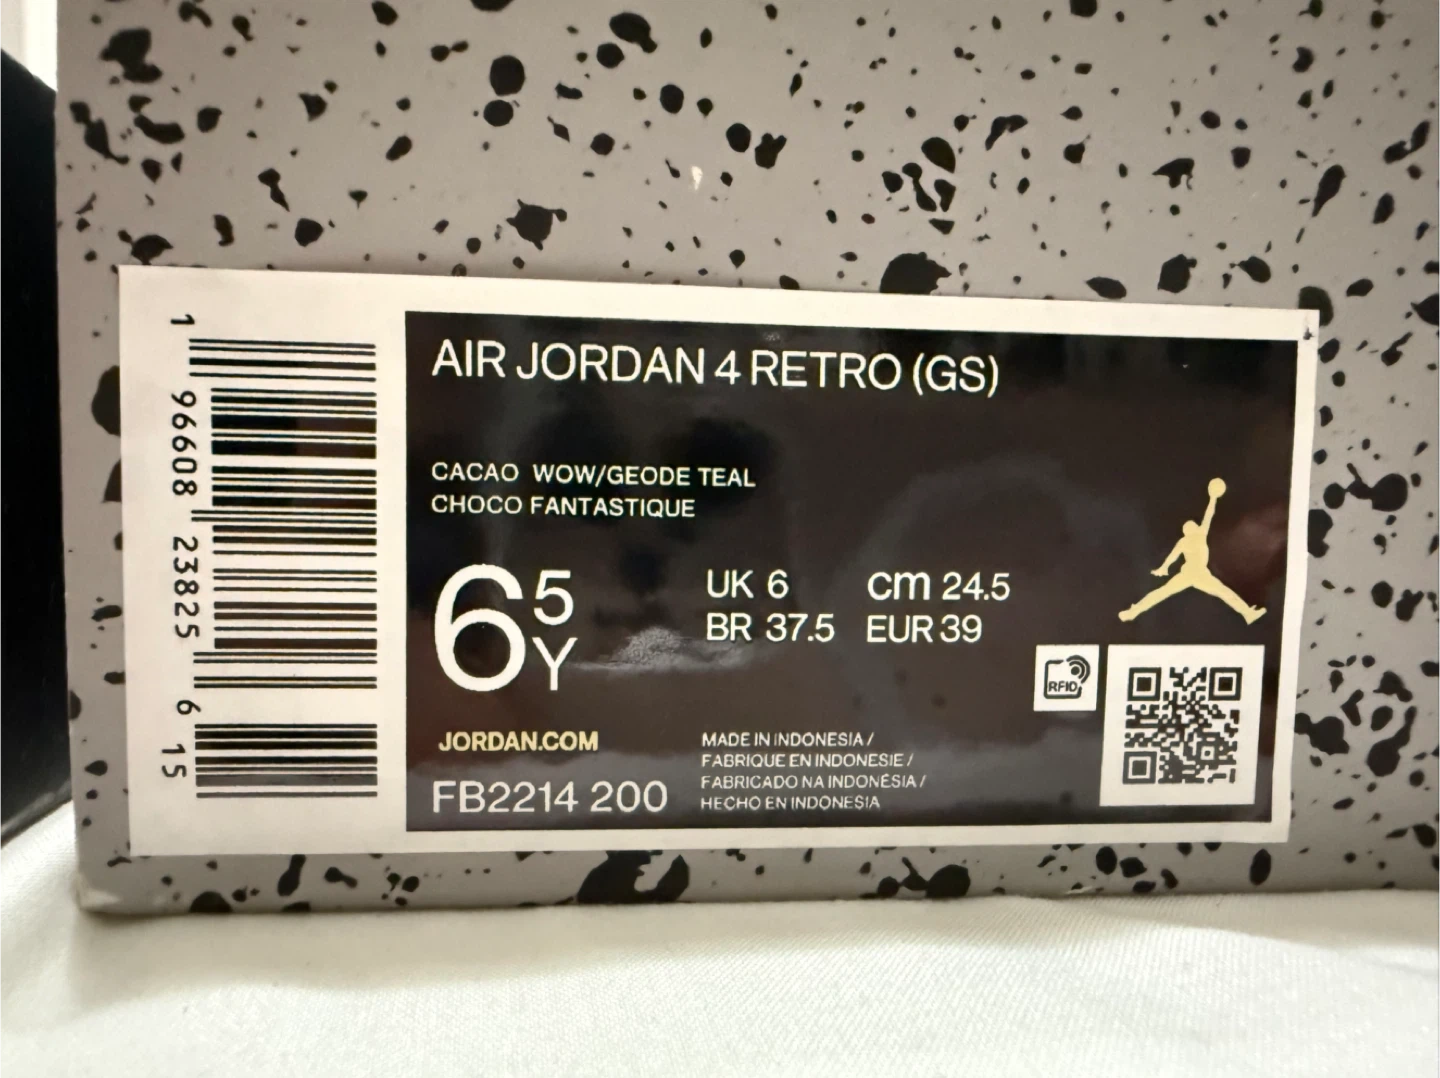 1 96608 23825 6 15
AIR JORDAN 4 RETRO (GS)
CACAO WOW/GEODE TEAL
CHOCO FANTASTIQUE
6 5 Y
UK 6 cm 24.5
BR 37.5 EUR 39
RFID
JORDAN.COM
FB2214 200
MADE IN INDONESIA /
FABRIQUE EN INDONESIE /
FABRICADO NA INDONÉSIA /
HECHO EN INDONESIA